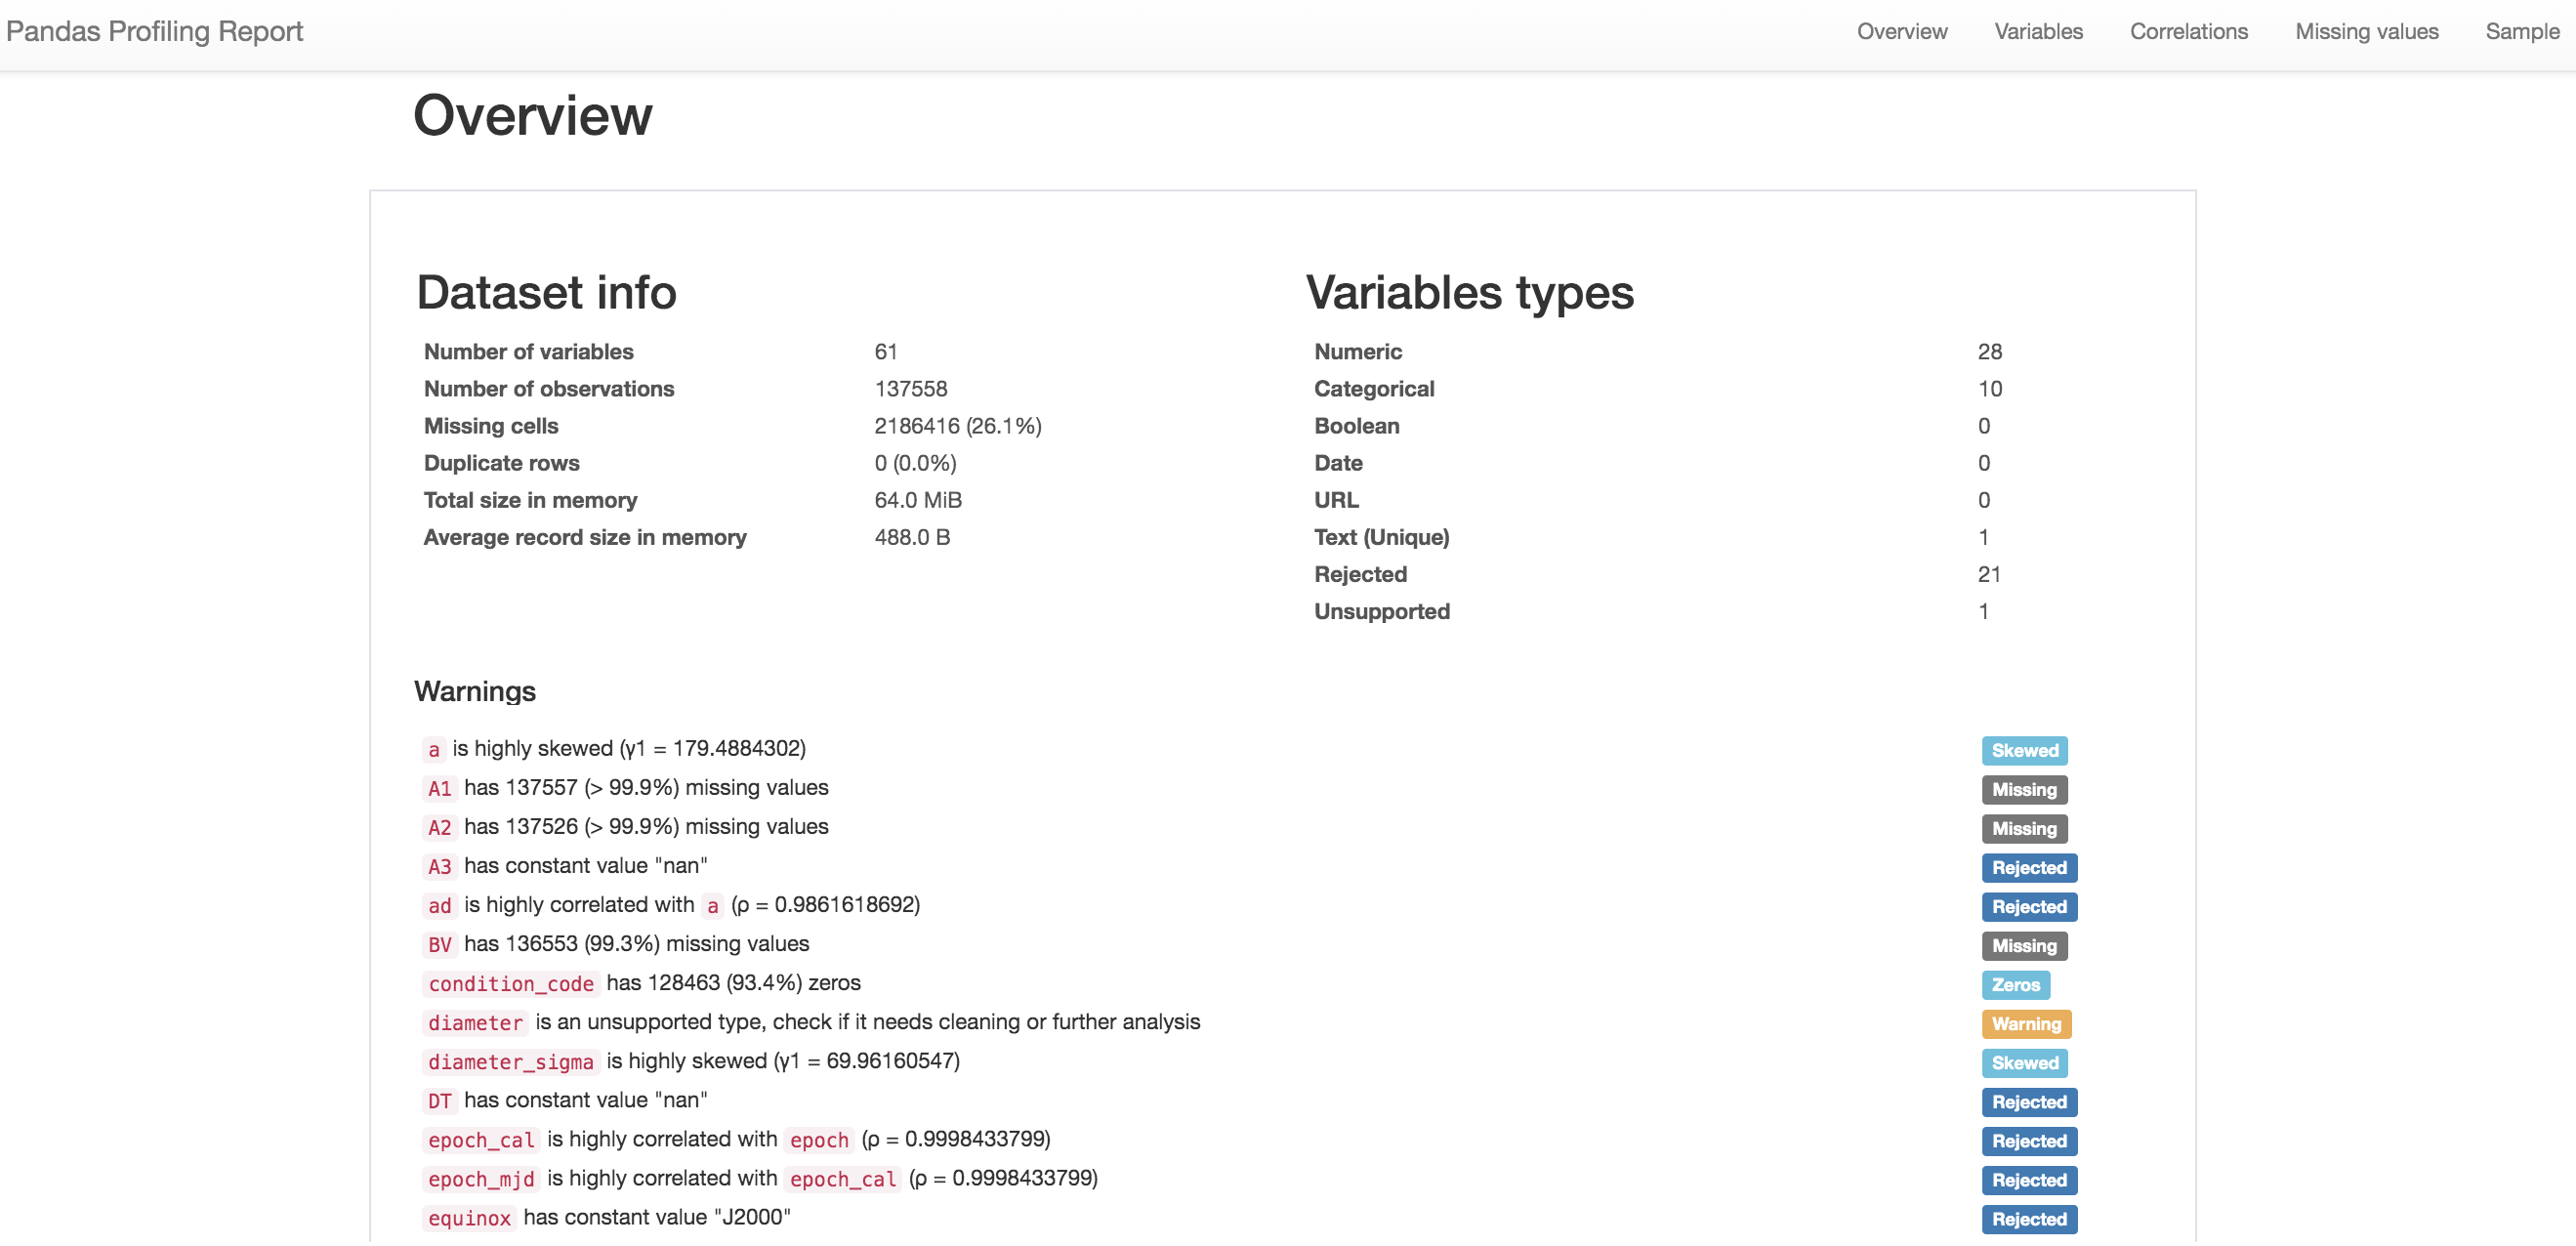 Pandas Profiling Report
Overview Variables Correlations Missing values Sample
Overview
Dataset info
Number of variables 61
Number of observations 137558
Missing cells 2186416 (26.1%)
Duplicate rows 0 (0.0%)
Total size in memory 64.0 MiB
Average record size in memory 488.0 B
Variables types
Numeric 28
Categorical 10
Boolean 0
Date 0
URL 0
Text (Unique) 1
Rejected 21
Unsupported 1
Warnings
a is highly skewed (γ1 = 179.4884302) Skewed
A1 has 137557 (> 99.9%) missing values Missing
A2 has 137526 (> 99.9%) missing values Missing
A3 has constant value "nan" Rejected
ad is highly correlated with a (ρ = 0.9861618692) Rejected
BV has 136553 (99.3%) missing values Missing
condition_code has 128463 (93.4%) zeros Zeros
diameter is an unsupported type, check if it needs cleaning or further analysis Warning
diameter_sigma is highly skewed (γ1 = 69.96160547) Skewed
DT has constant value "nan" Rejected
epoch_cal is highly correlated with epoch (ρ = 0.9998433799) Rejected
epoch_mjd is highly correlated with epoch_cal (ρ = 0.9998433799) Rejected
equinox has constant value "J2000" Rejected